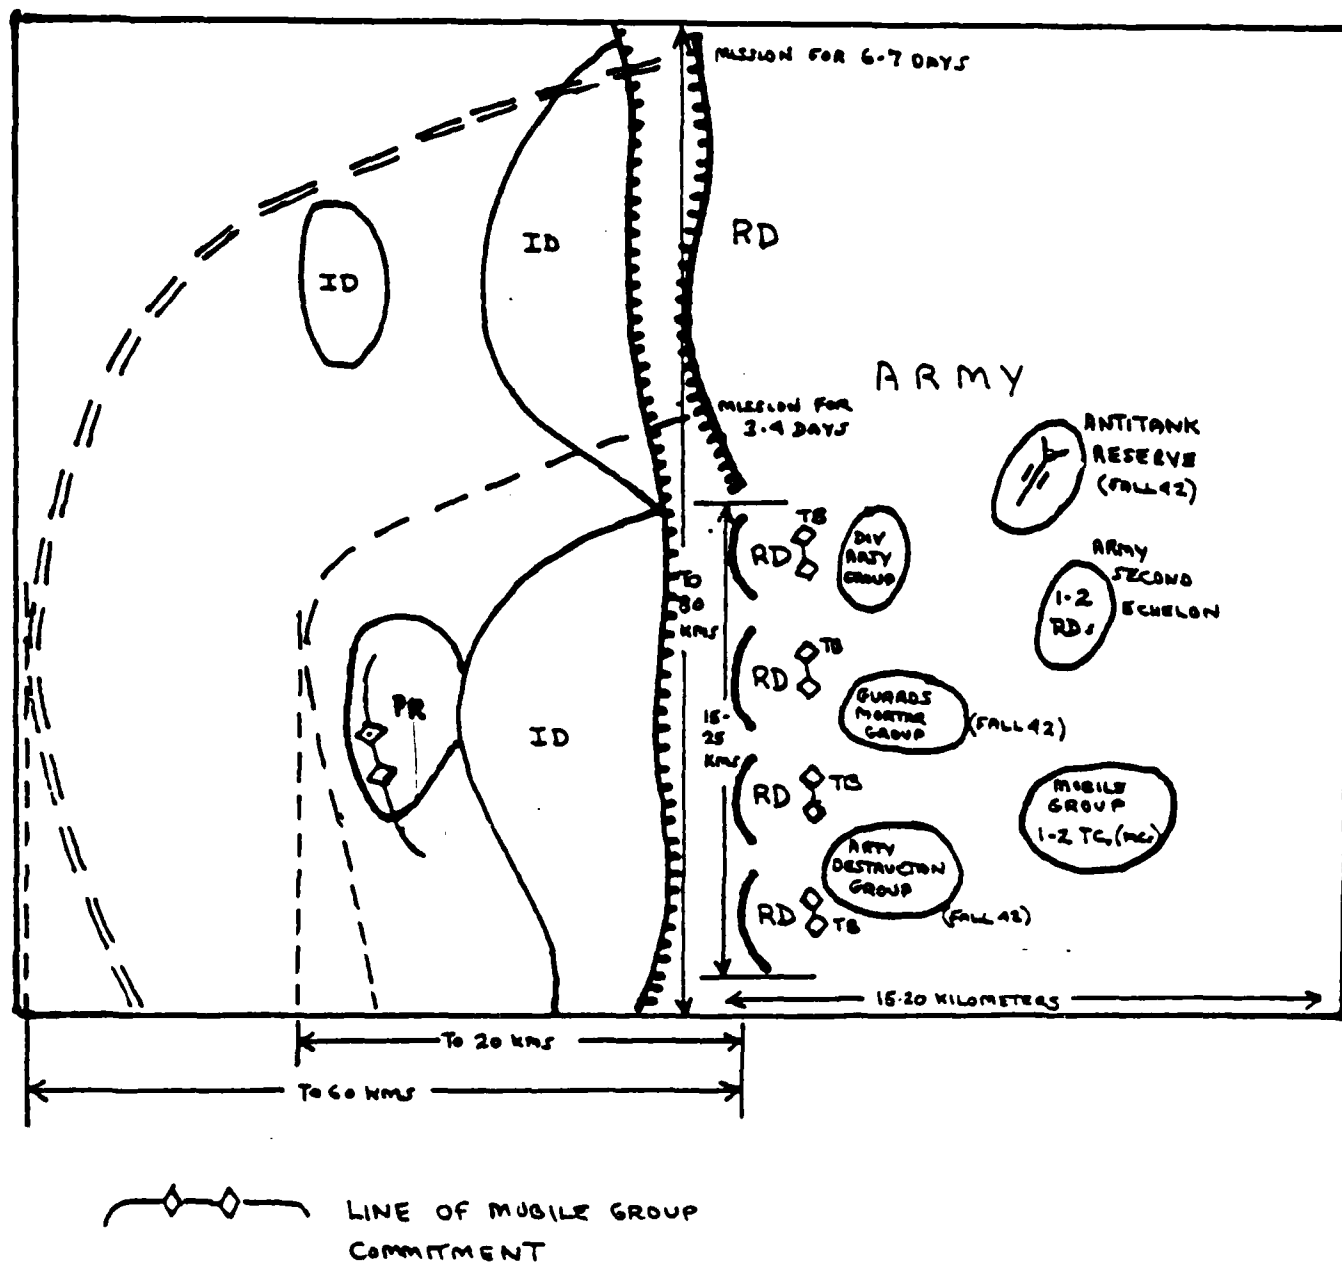 MISSION FOR 6-7 DAYS
ID
RD
ID
ARMY
MISSION FOR
3-4 DAYS
ANTITANK
RESERVE
(FALL 42)
TB
RD
DIV
ARTY
GROUP
ARMY
SECOND
ECHELON
1-2
RDs
TO
80
KMS
RD
TB
GUARDS
MORTAR
GROUP
(FALL 42)
PR
ID
15-
25
KMS
RD
TB
MOBILE
GROUP
1-2 TCs (MCs)
ARTY
DESTRUCTION
GROUP
(FALL 42)
RD
TB
15-20 KILOMETERS
TO 20 KMS
TO 60 KMS
LINE OF MOBILE GROUP
COMMITMENT